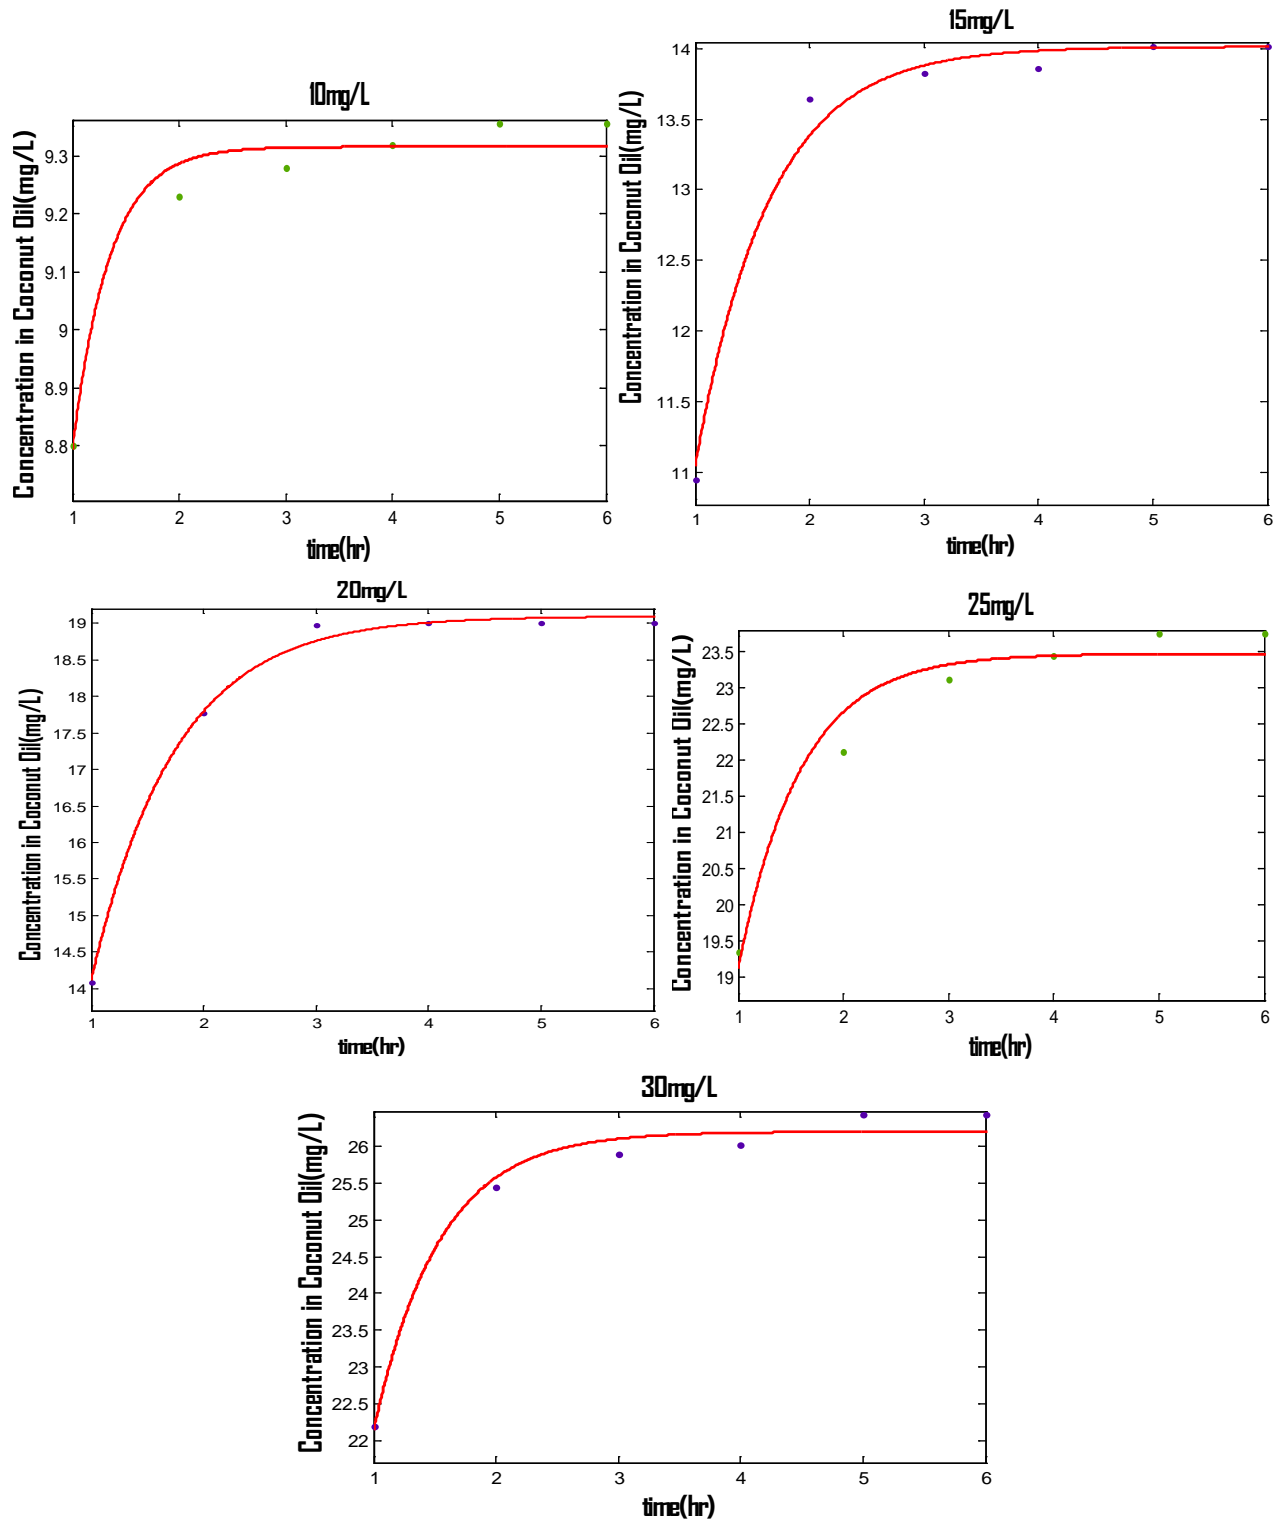 10mg/L
Concentration in Coconut Oil(mg/L)
9.3
9.2
9.1
9
8.9
8.8
1 2 3 4 5 6
time(hr)
15mg/L
Concentration in Coconut Oil(mg/L)
14
13.5
13
12.5
12
11.5
11
1 2 3 4 5 6
time(hr)
20mg/L
Concentration in Coconut Oil(mg/L)
19
18.5
18
17.5
17
16.5
16
15.5
15
14.5
14
1 2 3 4 5 6
time(hr)
25mg/L
Concentration in Coconut Oil(mg/L)
23.5
23
22.5
22
21.5
21
20.5
20
19.5
19
1 2 3 4 5 6
time(hr)
30mg/L
Concentration in Coconut Oil(mg/L)
26
25.5
25
24.5
24
23.5
23
22.5
22
1 2 3 4 5 6
time(hr)